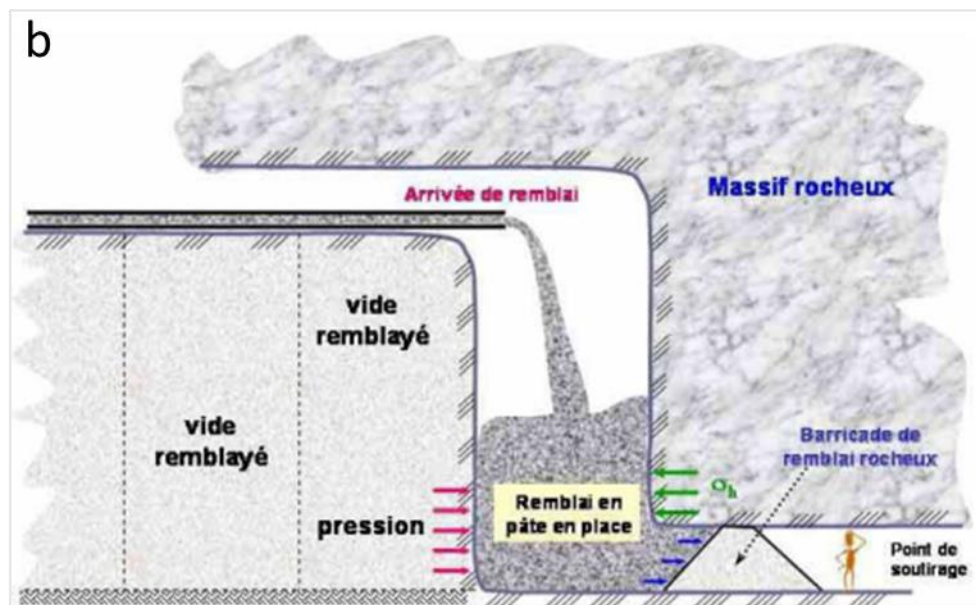 b
Arrivée de remblai
Massif rocheux
vide
remblayé
vide
remblayé
Barricade de
remblai rocheux
pression
Remblai en
pâte en place
σh
Point de
soutirage